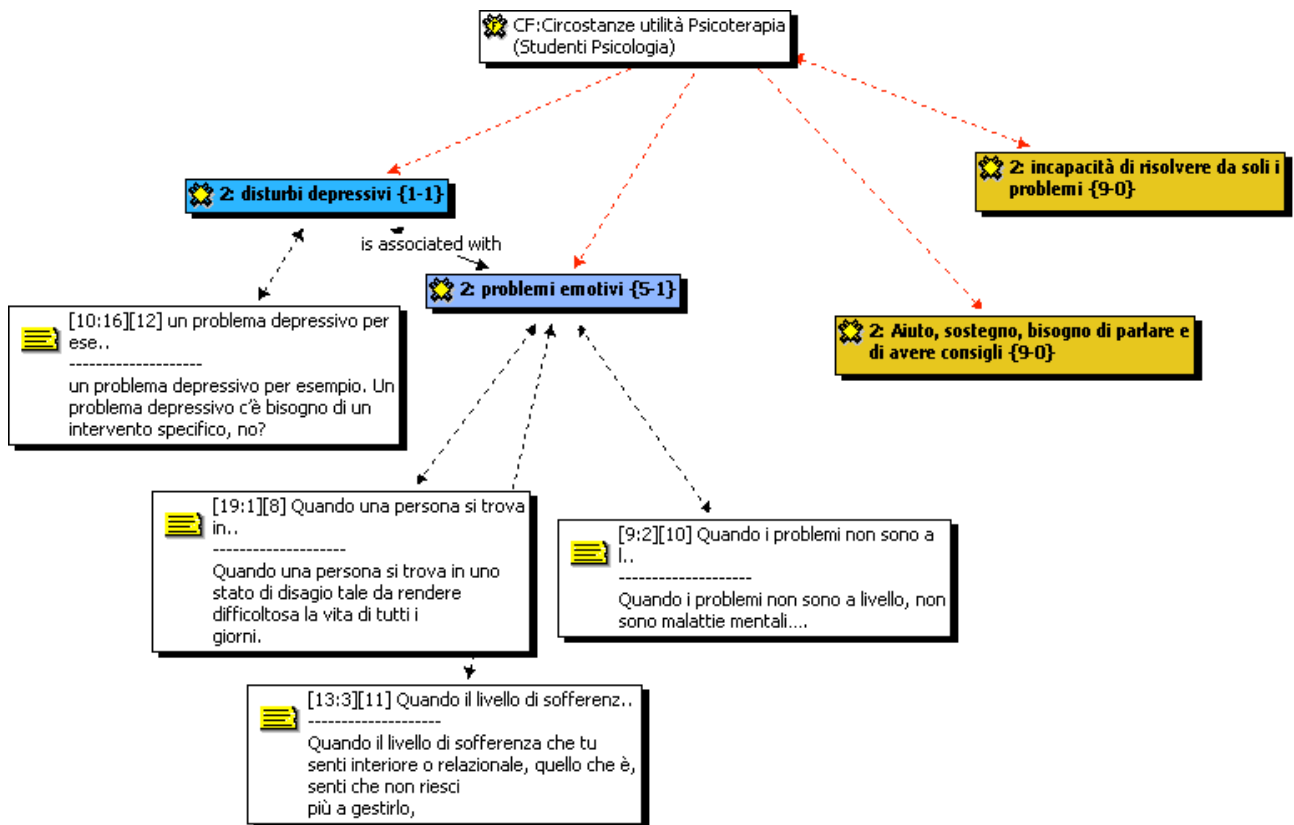 CF:Circostanze utilità Psicoterapia
(Studenti Psicologia)
2: incapacità di risolvere da soli i
problemi {9-0}
2: disturbi depressivi {1-1}
is associated with
2: problemi emotivi {5-1}
2: Aiuto, sostegno, bisogno di parlare e
di avere consigli {9-0}
[10:16][12] un problema depressivo per
ese..
--------------------
un problema depressivo per esempio. Un
problema depressivo c'è bisogno di un
intervento specifico, no?
[19:1][8] Quando una persona si trova
in..
--------------------
Quando una persona si trova in uno
stato di disagio tale da rendere
difficoltosa la vita di tutti i
giorni.
[9:2][10] Quando i problemi non sono a
l..
--------------------
Quando i problemi non sono a livello, non
sono malattie mentali....
[13:3][11] Quando il livello di sofferenz..
--------------------
Quando il livello di sofferenza che tu
senti interiore o relazionale, quello che è,
senti che non riesci
più a gestirlo,